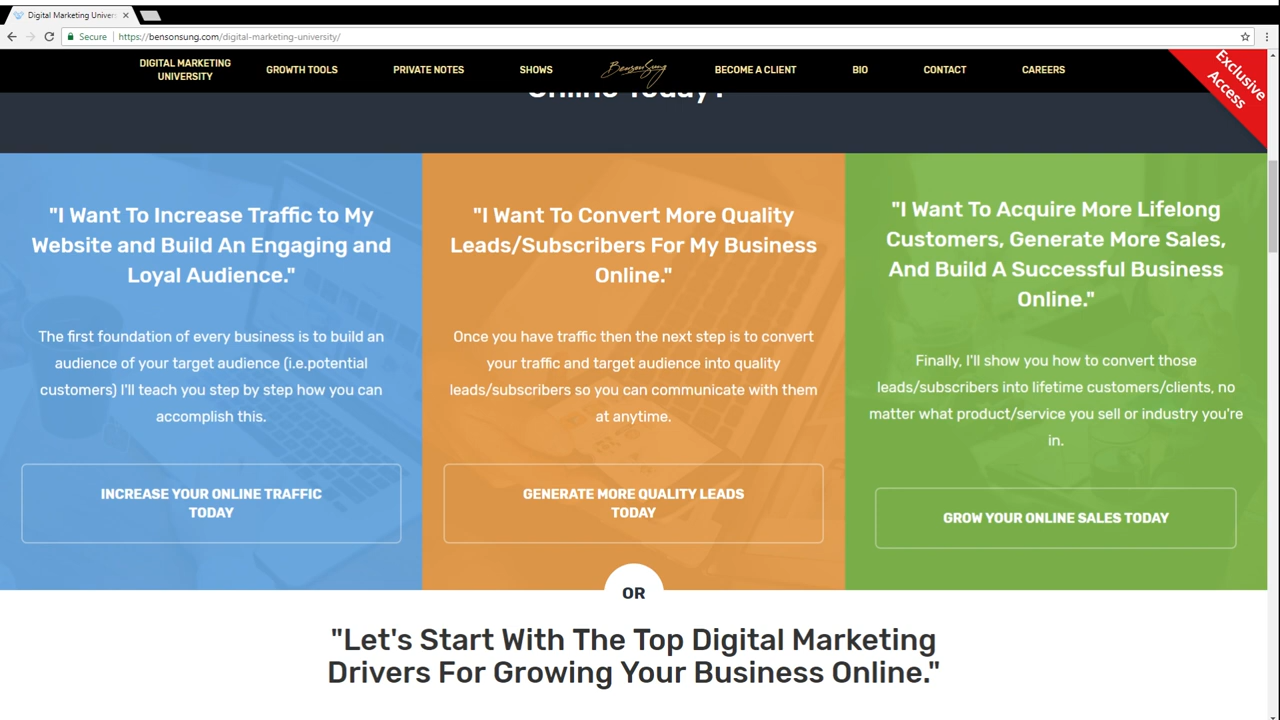 Digital Marketing Univer
Secure
https://bensonsung.com/digital-marketing-university/
DIGITAL MARKETING
UNIVERSITY
GROWTH TOOLS
PRIVATE NOTES
SHOWS
BensonSung
BECOME A CLIENT
BIO
CONTACT
CAREERS
Exclusive
Access
Online Today?
"I Want To Increase Traffic to My
Website and Build An Engaging and
Loyal Audience."
The first foundation of every business is to build an
audience of your target audience (i.e.potential
customers) I'll teach you step by step how you can
accomplish this.
INCREASE YOUR ONLINE TRAFFIC
TODAY
"I Want To Convert More Quality
Leads/Subscribers For My Business
Online."
Once you have traffic then the next step is to convert
your traffic and target audience into quality
leads/subscribers so you can communicate with them
at anytime.
GENERATE MORE QUALITY LEADS
TODAY
"I Want To Acquire More Lifelong
Customers, Generate More Sales,
And Build A Successful Business
Online."
Finally, I'll show you how to convert those
leads/subscribers into lifetime customers/clients, no
matter what product/service you sell or industry you're
in.
GROW YOUR ONLINE SALES TODAY
OR
"Let's Start With The Top Digital Marketing
Drivers For Growing Your Business Online."